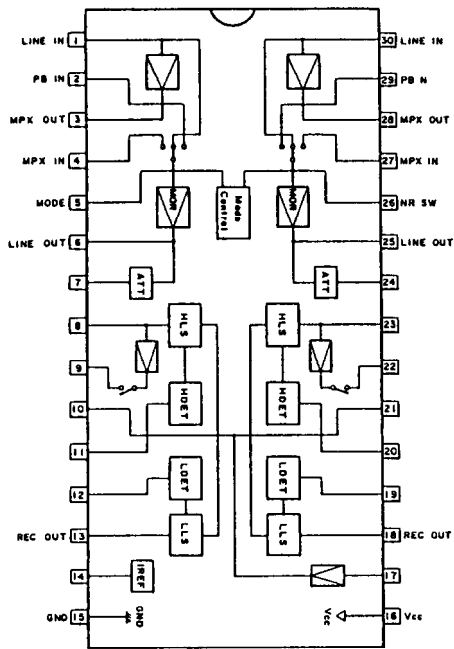 LINE IN 1 30 LINE IN
PB IN 2 29 PB N
MPX OUT 3 28 MPX OUT
MPX IN 4 27 MPX IN
MODE 5 MOR Mode Control MOR 26 NR SW
LINE OUT 6 25 LINE OUT
7 ATT ATT 24
8 HLS HLS 23
9 22
10 HDET HDET 21
11 20
12 LDET LDET 19
REC OUT 13 LLS LLS 18 REC OUT
14 IREF 17
GND 15 GND Vcc 16 Vcc